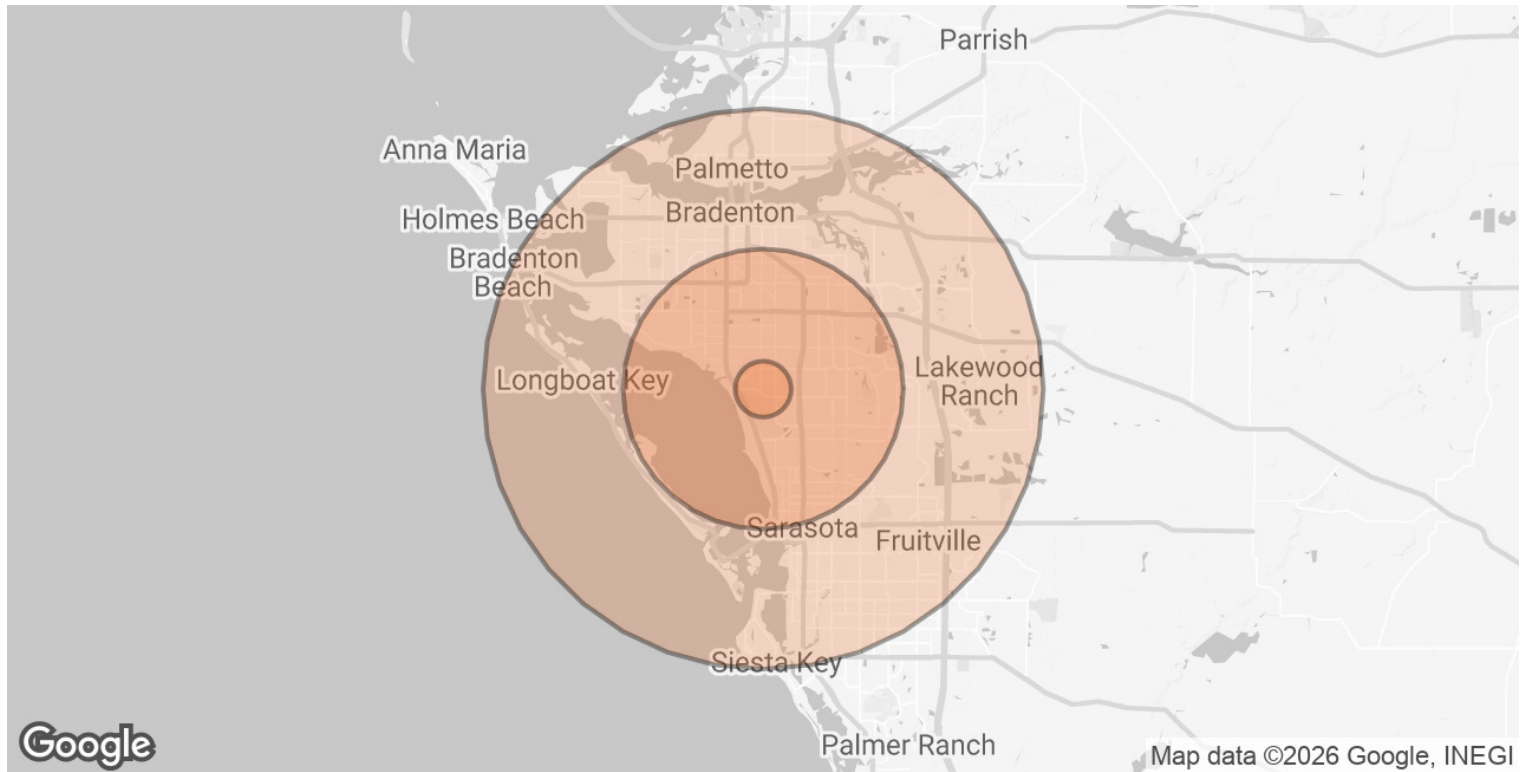 Parrish
Anna Maria
Palmetto
Holmes Beach
Bradenton
Bradenton
Beach
Longboat Key
Lakewood
Ranch
Sarasota
Fruitville
Siesta Key
Palmer Ranch
Google
Map data ©2026 Google, INEGI